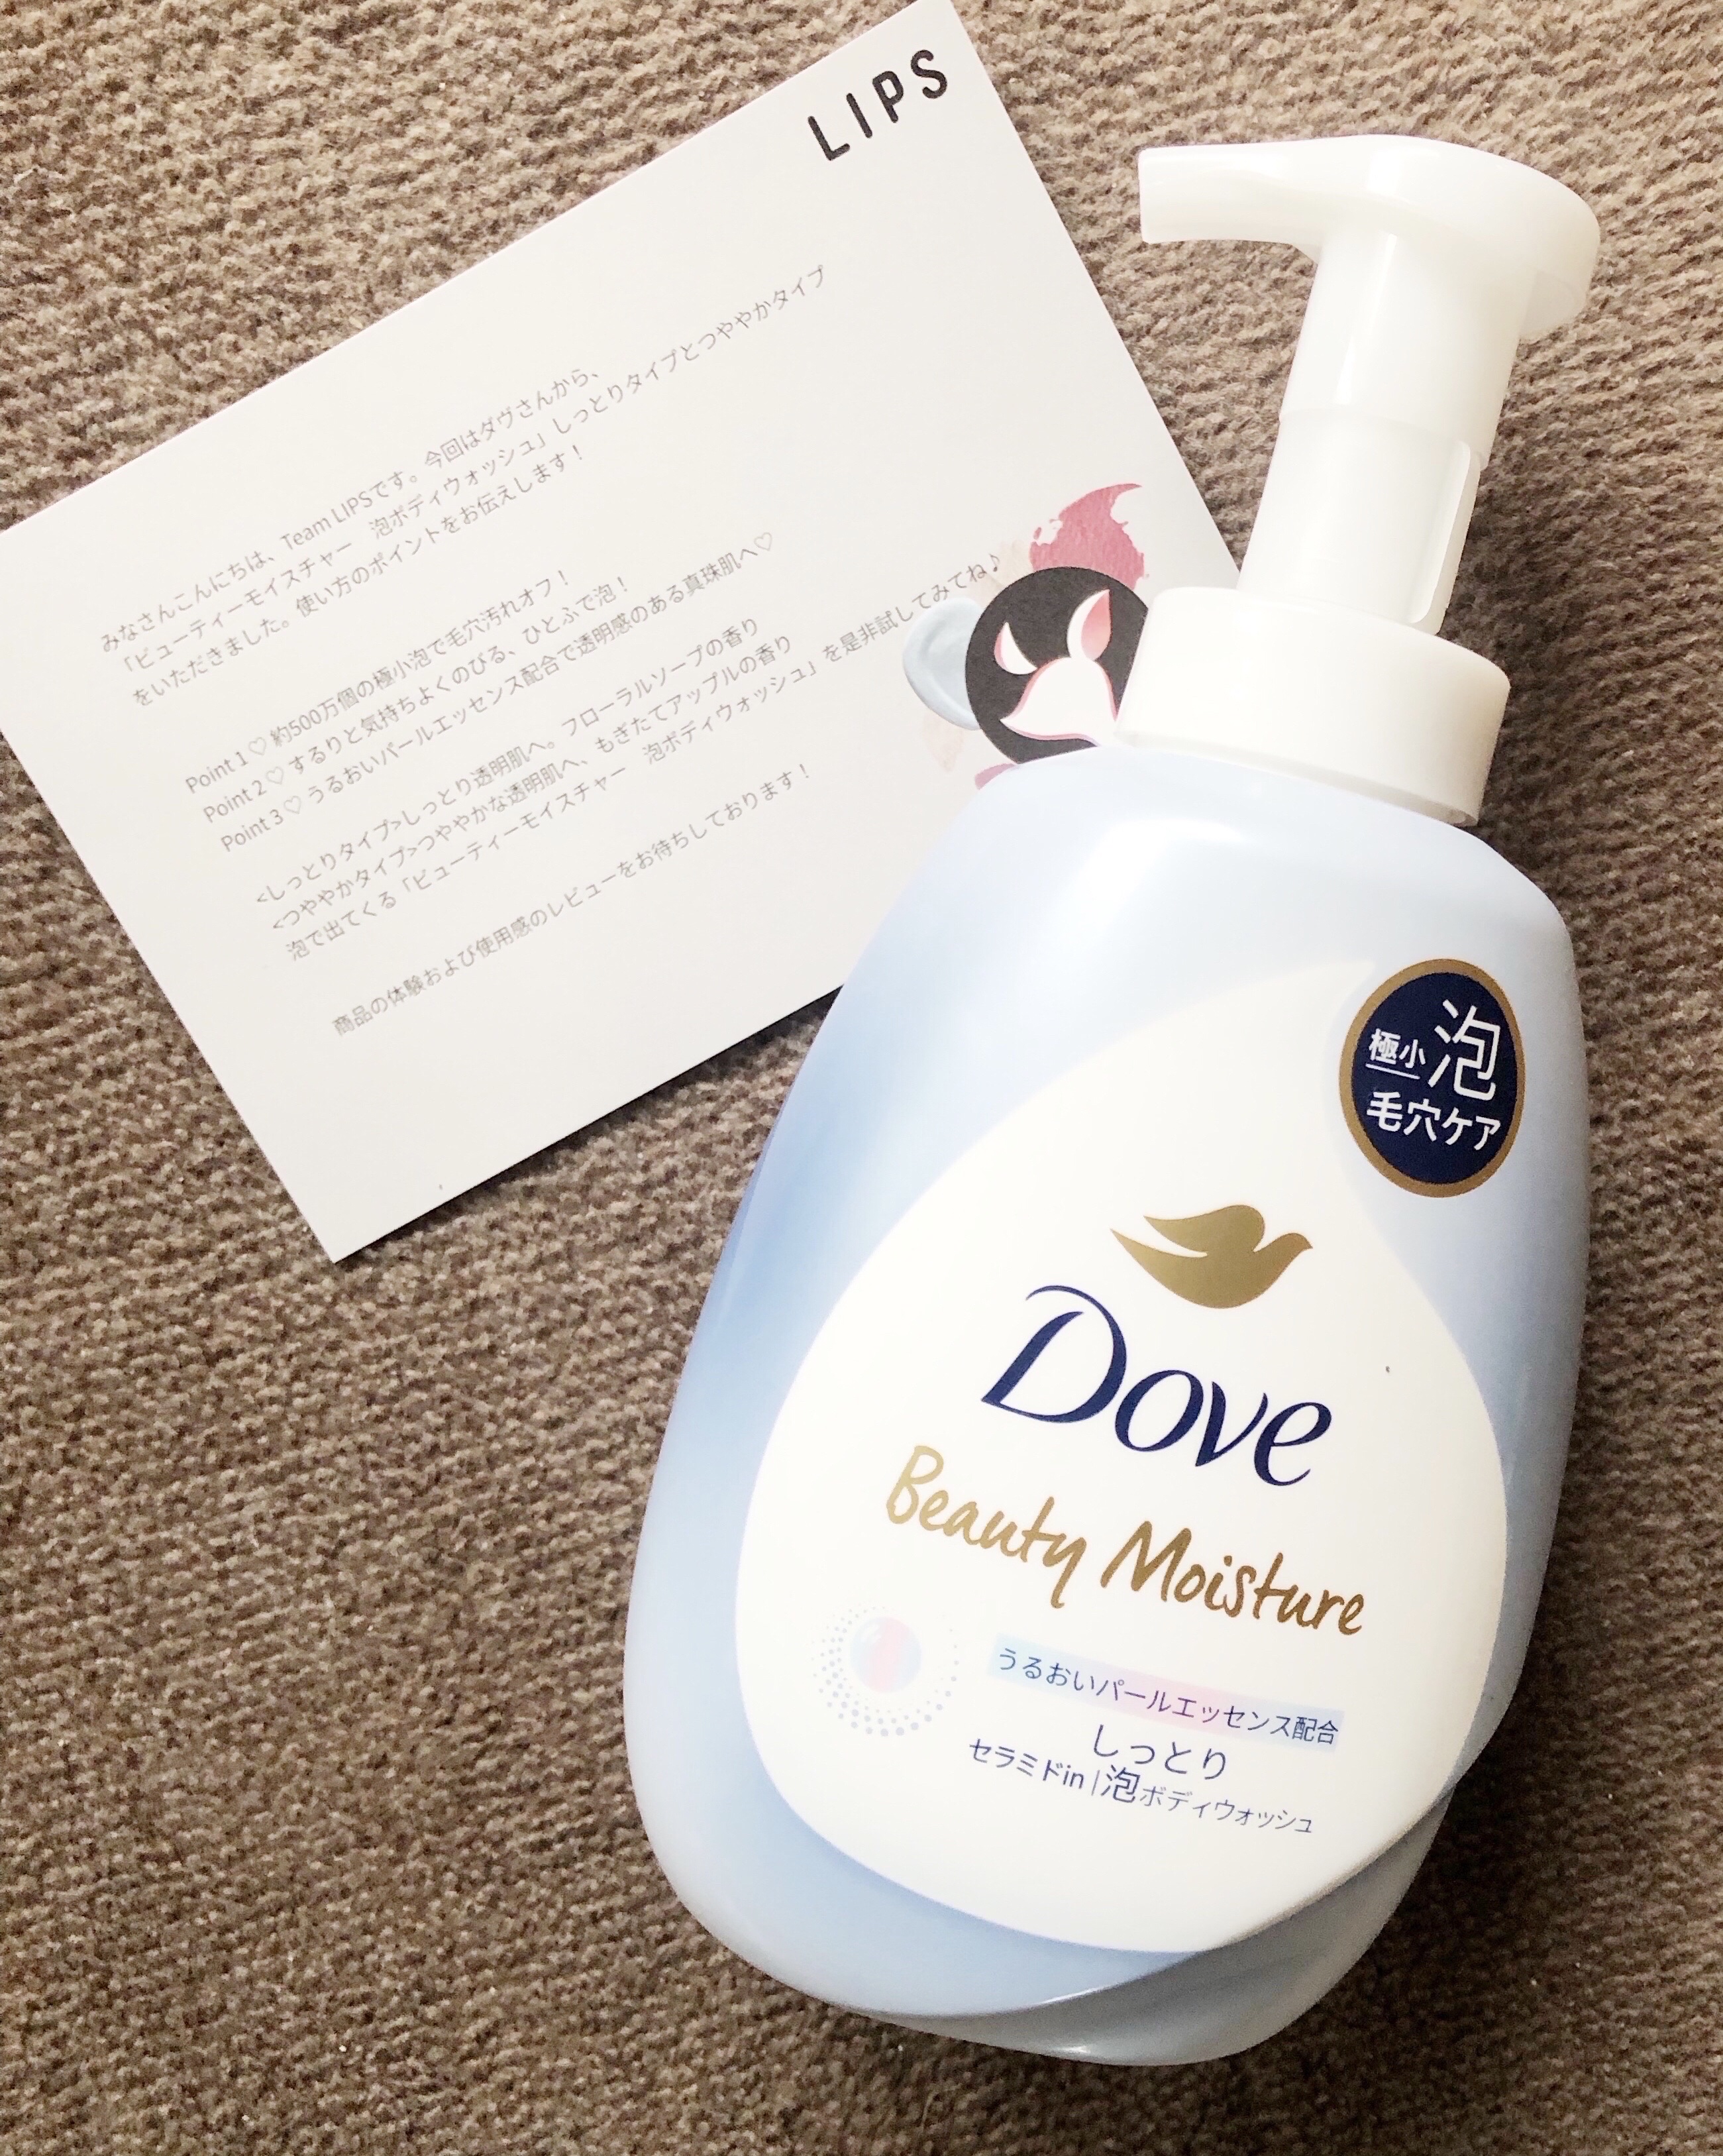 LIPS
みなさんこんにちは、Team LIPSです。今回はダヴさんから、
「ビューティーモイスチャー　泡ボディウォッシュ」しっとりタイプとつややかタイプ
をいただきました。使い方のポイントをお伝えします！
Point 1♡ 約500万個の極小泡で毛穴汚れオフ！
Point 2♡ するりと気持ちよくのびる、ひとふで泡！
Point 3♡ うるおいパールエッセンス配合で透明感のある真珠肌へ♡
<しっとりタイプ>しっとり透明肌へ。フローラルソープの香り
<つややかタイプ>つややかな透明肌へ、もぎたてアップルの香り
泡で出てくる「ビューティーモイスチャー　泡ボディウォッシュ」を是非試してみてね♪
商品の体験および使用感のレビューをお待ちしております！
極小泡
毛穴ケア
Dove
Beauty Moisture
うるおいパールエッセンス配合
しっとり
セラミドin | 泡ボディウォッシュ